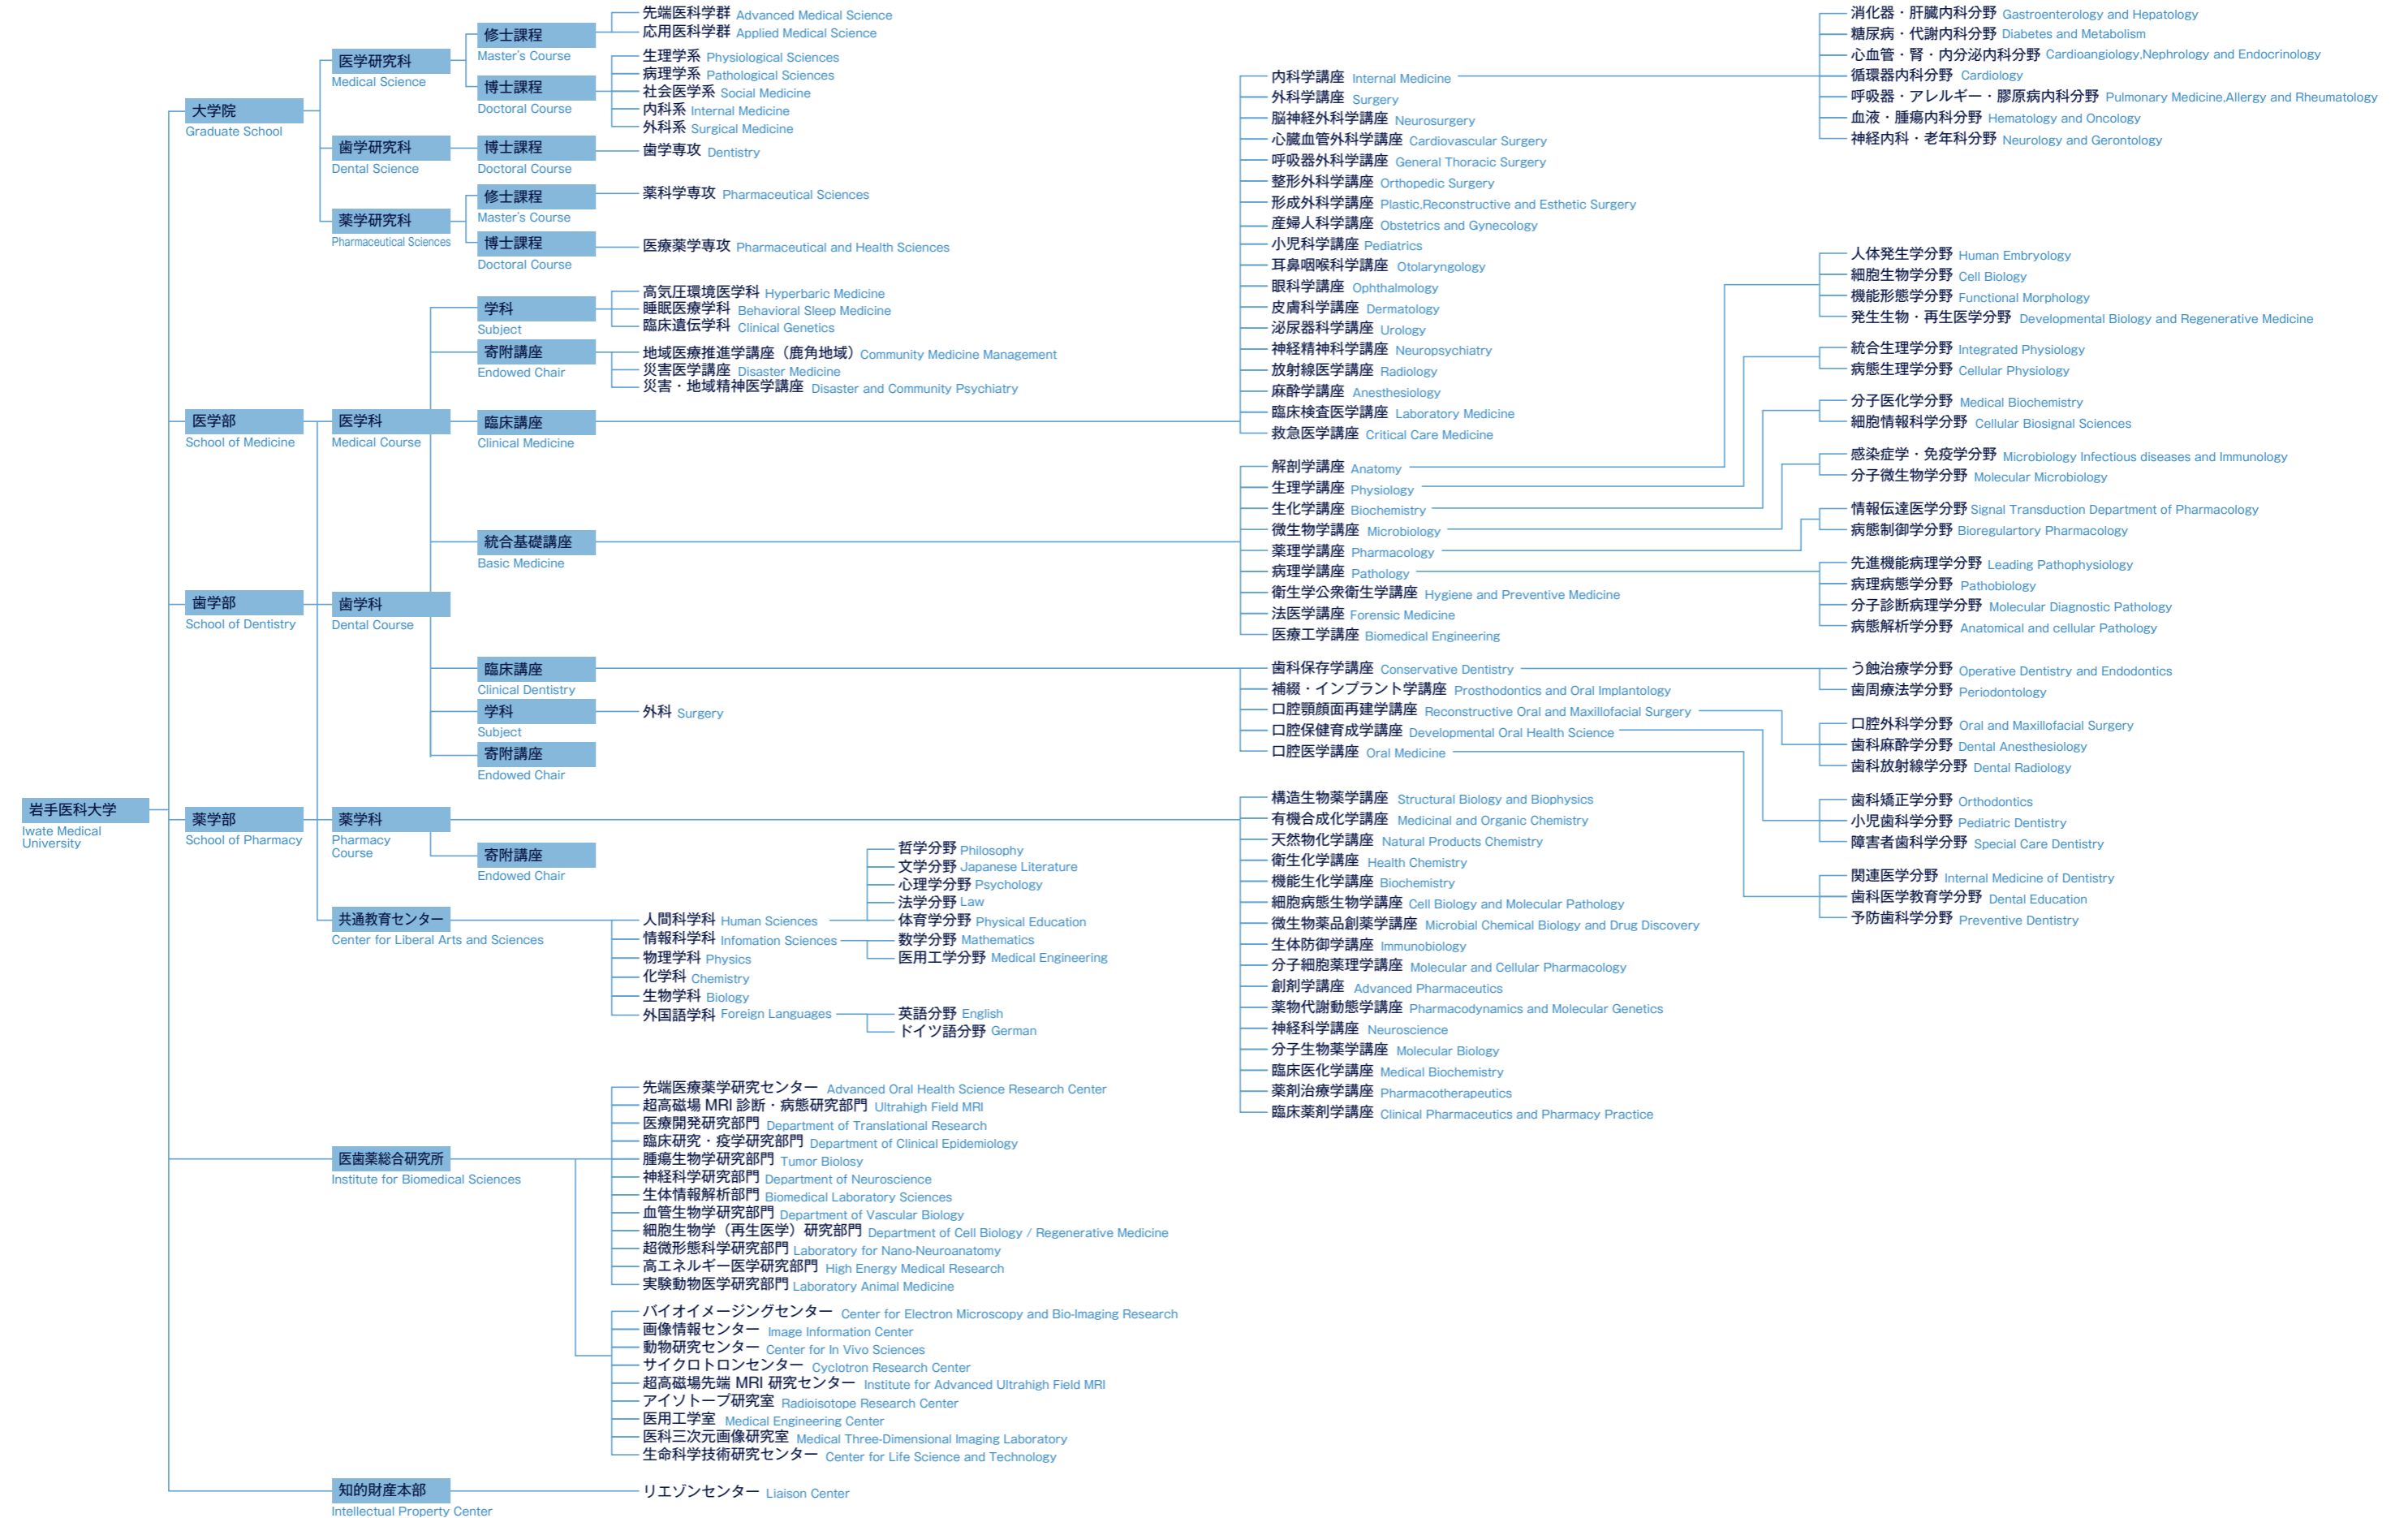 岩手医科大学
Iwate Medical
University
大学院
Graduate School
医学研究科
Medical Science
修士課程
Master's Course
先端医科学群 Advanced Medical Science
応用医科学群 Applied Medical Science
博士課程
Doctoral Course
生理学系 Physiological Sciences
病理学系 Pathological Sciences
社会医学系 Social Medicine
内科系 Internal Medicine
外科系 Surgical Medicine
歯学研究科
Dental Science
博士課程
Doctoral Course
歯学専攻 Dentistry
薬学研究科
Pharmaceutical Sciences
修士課程
Master's Course
薬科学専攻 Pharmaceutical Sciences
博士課程
Doctoral Course
医療薬学専攻 Pharmaceutical and Health Sciences
医学部
School of Medicine
医学科
Medical Course
学科
Subject
高気圧環境医学科 Hyperbaric Medicine
睡眠医療学科 Behavioral Sleep Medicine
臨床遺伝学科 Clinical Genetics
寄附講座
Endowed Chair
地域医療推進学講座（鹿角地域） Community Medicine Management
災害医学講座 Disaster Medicine
災害・地域精神医学講座 Disaster and Community Psychiatry
臨床講座
Clinical Medicine
内科学講座 Internal Medicine
消化器・肝臓内科分野 Gastroenterology and Hepatology
糖尿病・代謝内科分野 Diabetes and Metabolism
心血管・腎・内分泌内科分野 Cardioangiology,Nephrology and Endocrinology
循環器内科分野 Cardiology
呼吸器・アレルギー・膠原病内科分野 Pulmonary Medicine,Allergy and Rheumatology
血液・腫瘍内科分野 Hematology and Oncology
神経内科・老年科分野 Neurology and Gerontology
外科学講座 Surgery
脳神経外科学講座 Neurosurgery
心臓血管外科学講座 Cardiovascular Surgery
呼吸器外科学講座 General Thoracic Surgery
整形外科学講座 Orthopedic Surgery
形成外科学講座 Plastic,Reconstructive and Esthetic Surgery
産婦人科学講座 Obstetrics and Gynecology
小児科学講座 Pediatrics
耳鼻咽喉科学講座 Otolaryngology
眼科学講座 Ophthalmology
皮膚科学講座 Dermatology
泌尿器科学講座 Urology
神経精神科学講座 Neuropsychiatry
放射線医学講座 Radiology
麻酔学講座 Anesthesiology
臨床検査医学講座 Laboratory Medicine
救急医学講座 Critical Care Medicine
統合基礎講座
Basic Medicine
解剖学講座 Anatomy
人体発生学分野 Human Embryology
細胞生物学分野 Cell Biology
機能形態学分野 Functional Morphology
発生生物・再生医学分野 Developmental Biology and Regenerative Medicine
生理学講座 Physiology
統合生理学分野 Integrated Physiology
病態生理学分野 Cellular Physiology
生化学講座 Biochemistry
分子医化学分野 Medical Biochemistry
細胞情報科学分野 Cellular Biosignal Sciences
微生物学講座 Microbiology
感染症学・免疫学分野 Microbiology Infectious diseases and Immunology
分子微生物学分野 Molecular Microbiology
薬理学講座 Pharmacology
情報伝達医学分野 Signal Transduction Department of Pharmacology
病態制御学分野 Bioregulartory Pharmacology
病理学講座 Pathology
先進機能病理学分野 Leading Pathophysiology
病理病態学分野 Pathobiology
分子診断病理学分野 Molecular Diagnostic Pathology
病態解析学分野 Anatomical and cellular Pathology
衛生学公衆衛生学講座 Hygiene and Preventive Medicine
法医学講座 Forensic Medicine
医療工学講座 Biomedical Engineering
歯学部
School of Dentistry
歯学科
Dental Course
臨床講座
Clinical Dentistry
歯科保存学講座 Conservative Dentistry
う蝕治療学分野 Operative Dentistry and Endodontics
歯周療法学分野 Periodontology
補綴・インプラント学講座 Prosthodontics and Oral Implantology
口腔顎顔面再建学講座 Reconstructive Oral and Maxillofacial Surgery
口腔外科学分野 Oral and Maxillofacial Surgery
歯科麻酔学分野 Dental Anesthesiology
歯科放射線学分野 Dental Radiology
口腔保健育成学講座 Developmental Oral Health Science
歯科矯正学分野 Orthodontics
小児歯科学分野 Pediatric Dentistry
障害者歯科学分野 Special Care Dentistry
口腔医学講座 Oral Medicine
関連医学分野 Internal Medicine of Dentistry
歯科医学教育学分野 Dental Education
予防歯科学分野 Preventive Dentistry
学科
Subject
外科 Surgery
寄附講座
Endowed Chair
薬学部
School of Pharmacy
薬学科
Pharmacy
Course
構造生物薬学講座 Structural Biology and Biophysics
有機合成化学講座 Medicinal and Organic Chemistry
天然物化学講座 Natural Products Chemistry
衛生化学講座 Health Chemistry
機能生化学講座 Biochemistry
細胞病態生物学講座 Cell Biology and Molecular Pathology
微生物薬品創薬学講座 Microbial Chemical Biology and Drug Discovery
生体防御学講座 Immunobiology
分子細胞薬理学講座 Molecular and Cellular Pharmacology
創剤学講座 Advanced Pharmaceutics
薬物代謝動態学講座 Pharmacodynamics and Molecular Genetics
神経科学講座 Neuroscience
分子生物薬学講座 Molecular Biology
臨床医化学講座 Medical Biochemistry
薬剤治療学講座 Pharmacotherapeutics
臨床薬剤学講座 Clinical Pharmaceutics and Pharmacy Practice
寄附講座
Endowed Chair
共通教育センター
Center for Liberal Arts and Sciences
人間科学科 Human Sciences
哲学分野 Philosophy
文学分野 Japanese Literature
心理学分野 Psychology
法学分野 Law
体育学分野 Physical Education
情報科学科 Infomation Sciences
数学分野 Mathematics
医用工学分野 Medical Engineering
物理学科 Physics
化学科 Chemistry
生物学科 Biology
外国語学科 Foreign Languages
英語分野 English
ドイツ語分野 German
医歯薬総合研究所
Institute for Biomedical Sciences
先端医療薬学研究センター Advanced Oral Health Science Research Center
超高磁場 MRI 診断・病態研究部門 Ultrahigh Field MRI
医療開発研究部門 Department of Translational Research
臨床研究・疫学研究部門 Department of Clinical Epidemiology
腫瘍生物学研究部門 Tumor Biolosy
神経科学研究部門 Department of Neuroscience
生体情報解析部門 Biomedical Laboratory Sciences
血管生物学研究部門 Department of Vascular Biology
細胞生物学（再生医学）研究部門 Department of Cell Biology / Regenerative Medicine
超微形態科学研究部門 Laboratory for Nano-Neuroanatomy
高エネルギー医学研究部門 High Energy Medical Research
実験動物医学研究部門 Laboratory Animal Medicine
バイオイメージングセンター Center for Electron Microscopy and Bio-Imaging Research
画像情報センター Image Information Center
動物研究センター Center for In Vivo Sciences
サイクロトロンセンター Cyclotron Research Center
超高磁場先端 MRI 研究センター Institute for Advanced Ultrahigh Field MRI
アイソトープ研究室 Radioisotope Research Center
医用工学室 Medical Engineering Center
医科三次元画像研究室 Medical Three-Dimensional Imaging Laboratory
生命科学技術研究センター Center for Life Science and Technology
知的財産本部
Intellectual Property Center
リエゾンセンター Liaison Center